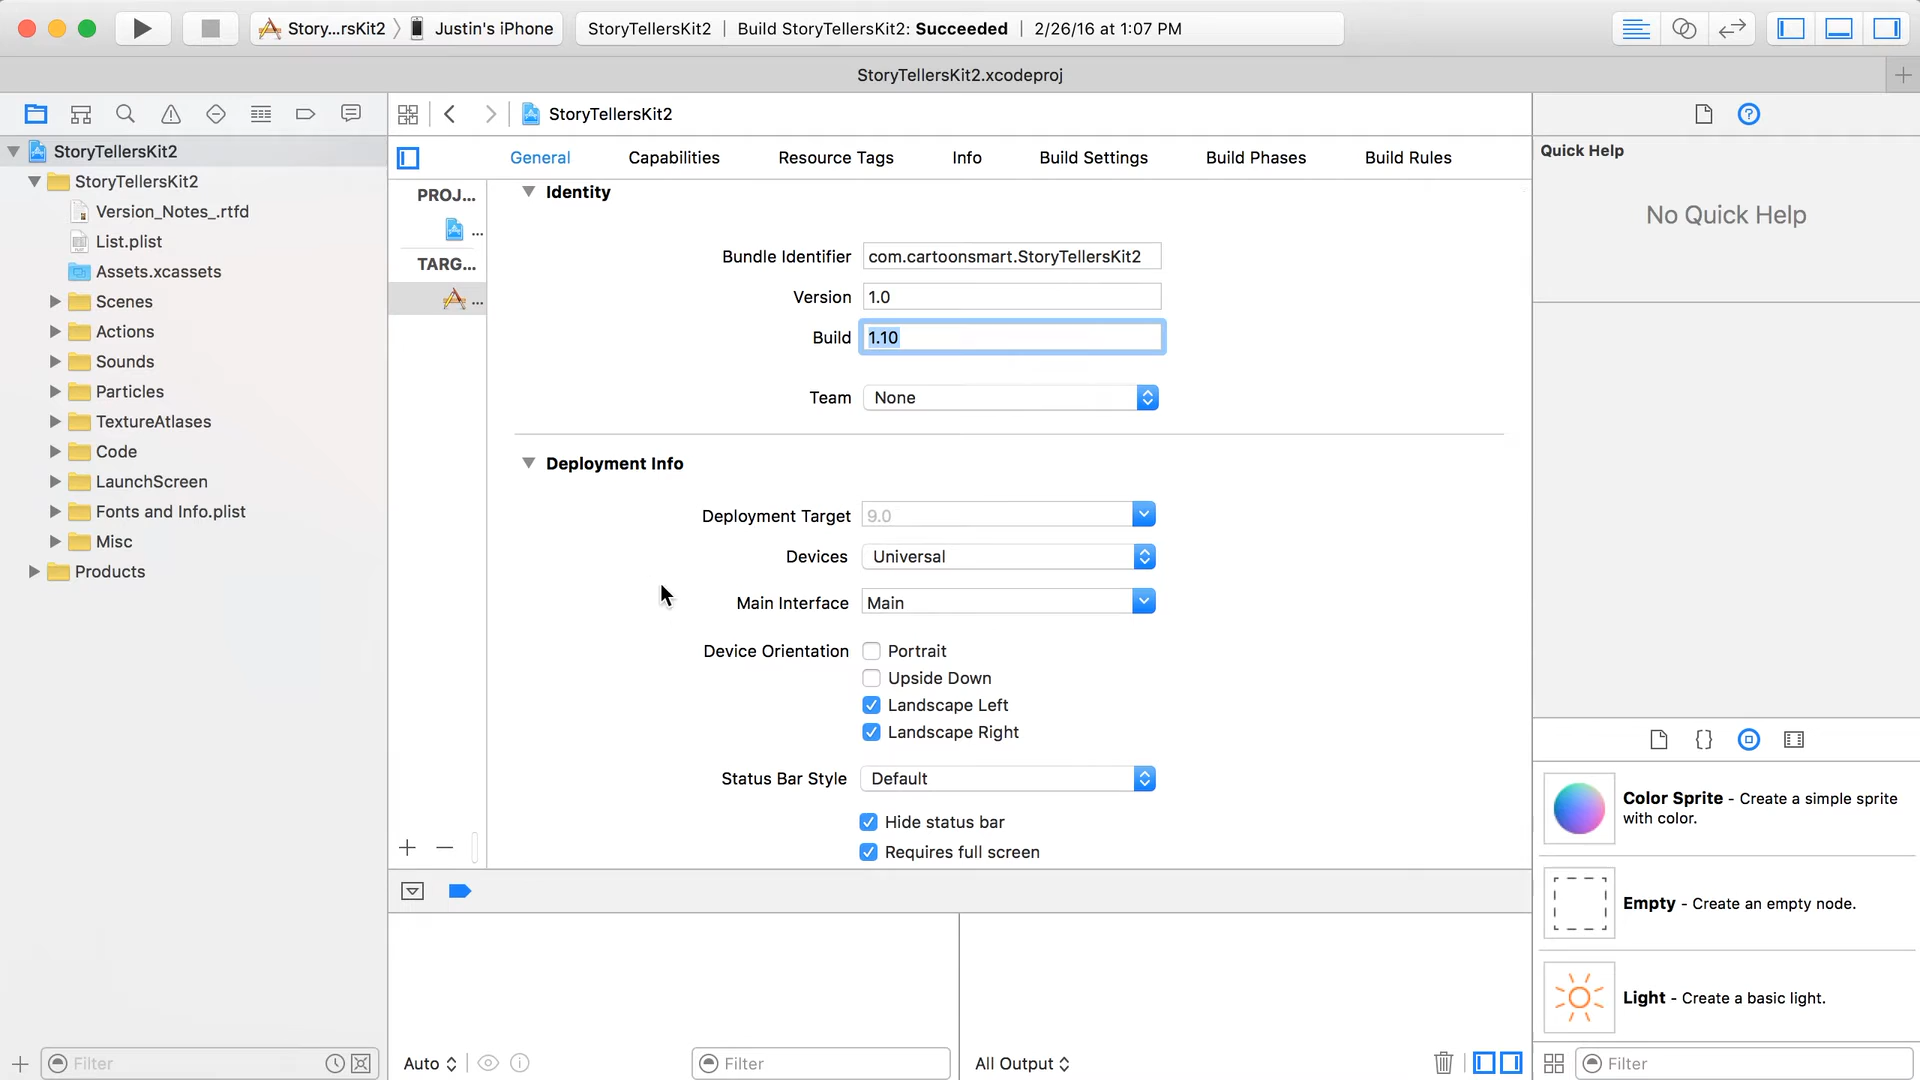 Story...rsKit2 〉 Justin's iPhone
StoryTellersKit2 | Build StoryTellersKit2: Succeeded | 2/26/16 at 1:07 PM
StoryTellersKit2.xcodeproj
StoryTellersKit2
StoryTellersKit2
Version_Notes_.rtfd
List.plist
Assets.xcassets
Scenes
Actions
Sounds
Particles
TextureAtlases
Code
LaunchScreen
Fonts and Info.plist
Misc
Products
Filter
StoryTellersKit2
General Capabilities Resource Tags Info Build Settings Build Phases Build Rules
PROJ...
...
TARG...
...
Identity
Bundle Identifier com.cartoonsmart.StoryTellersKit2
Version 1.0
Build 1.10
Team None
Deployment Info
Deployment Target 9.0
Devices Universal
Main Interface Main
Device Orientation Portrait
Upside Down
Landscape Left
Landscape Right
Status Bar Style Default
Hide status bar
Requires full screen
Auto
Filter
All Output
Quick Help
No Quick Help
{}
Color Sprite - Create a simple sprite
with color.
Empty - Create an empty node.
Light - Create a basic light.
Filter